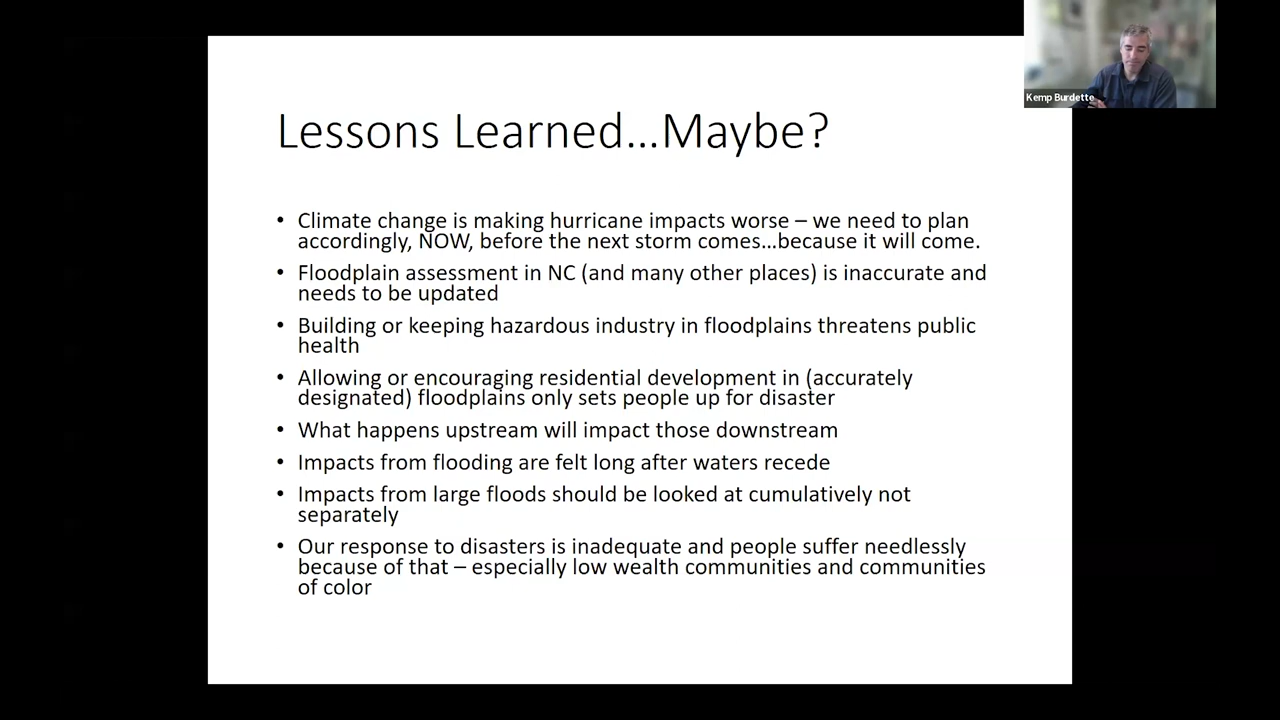 Kemp Burdette
Lessons Learned...Maybe?
• Climate change is making hurricane impacts worse – we need to plan
accordingly, NOW, before the next storm comes...because it will come.
• Floodplain assessment in NC (and many other places) is inaccurate and
needs to be updated
• Building or keeping hazardous industry in floodplains threatens public
health
• Allowing or encouraging residential development in (accurately
designated) floodplains only sets people up for disaster
• What happens upstream will impact those downstream
• Impacts from flooding are felt long after waters recede
• Impacts from large floods should be looked at cumulatively not
separately
• Our response to disasters is inadequate and people suffer needlessly
because of that – especially low wealth communities and communities
of color